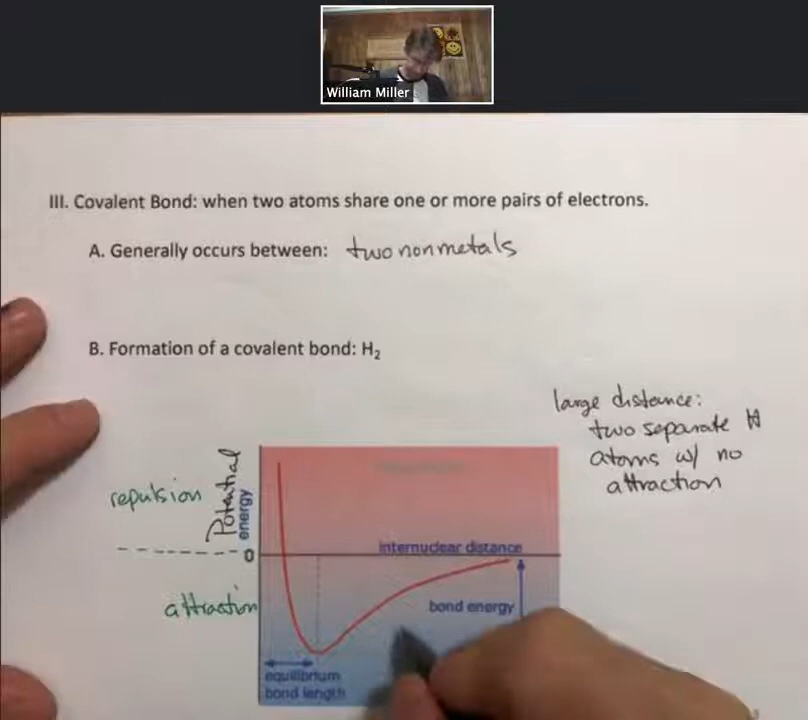 William Miller
III. Covalent Bond: when two atoms share one or more pairs of electrons.
A. Generally occurs between: two nonmetals
B. Formation of a covalent bond: H₂
large distance:
two separate H
atoms w/ no
attraction
repulsion
Potential
energy
0
internuclear distance
attraction
bond energy
equilibrium
bond length